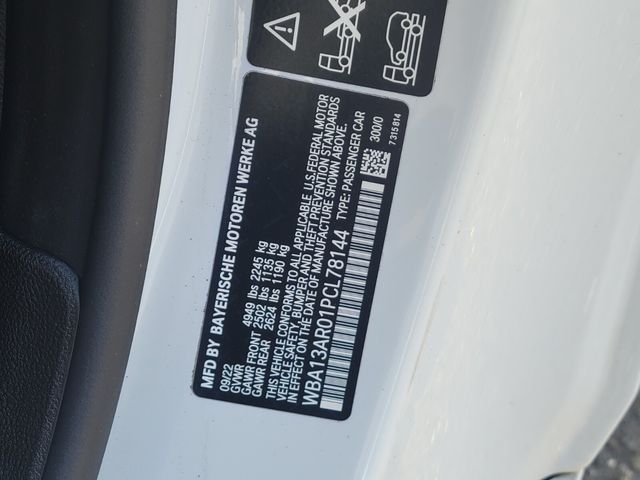 MFD BY BAYERISCHE MOTOREN WERKE AG
09/22
GVWR 4949 lbs 2245 kg
GAWR FRONT 2502 lbs 1135 kg
GAWR REAR 2624 lbs 1190 kg
THIS VEHICLE CONFORMS TO ALL APPLICABLE U.S. FEDERAL MOTOR
VEHICLE SAFETY, BUMPER AND THEFT PREVENTION STANDARDS
IN EFFECT ON THE DATE OF MANUFACTURE SHOWN ABOVE.
WBA13AR01PCL78144 TYPE: PASSENGER CAR
300/0
7 315 814